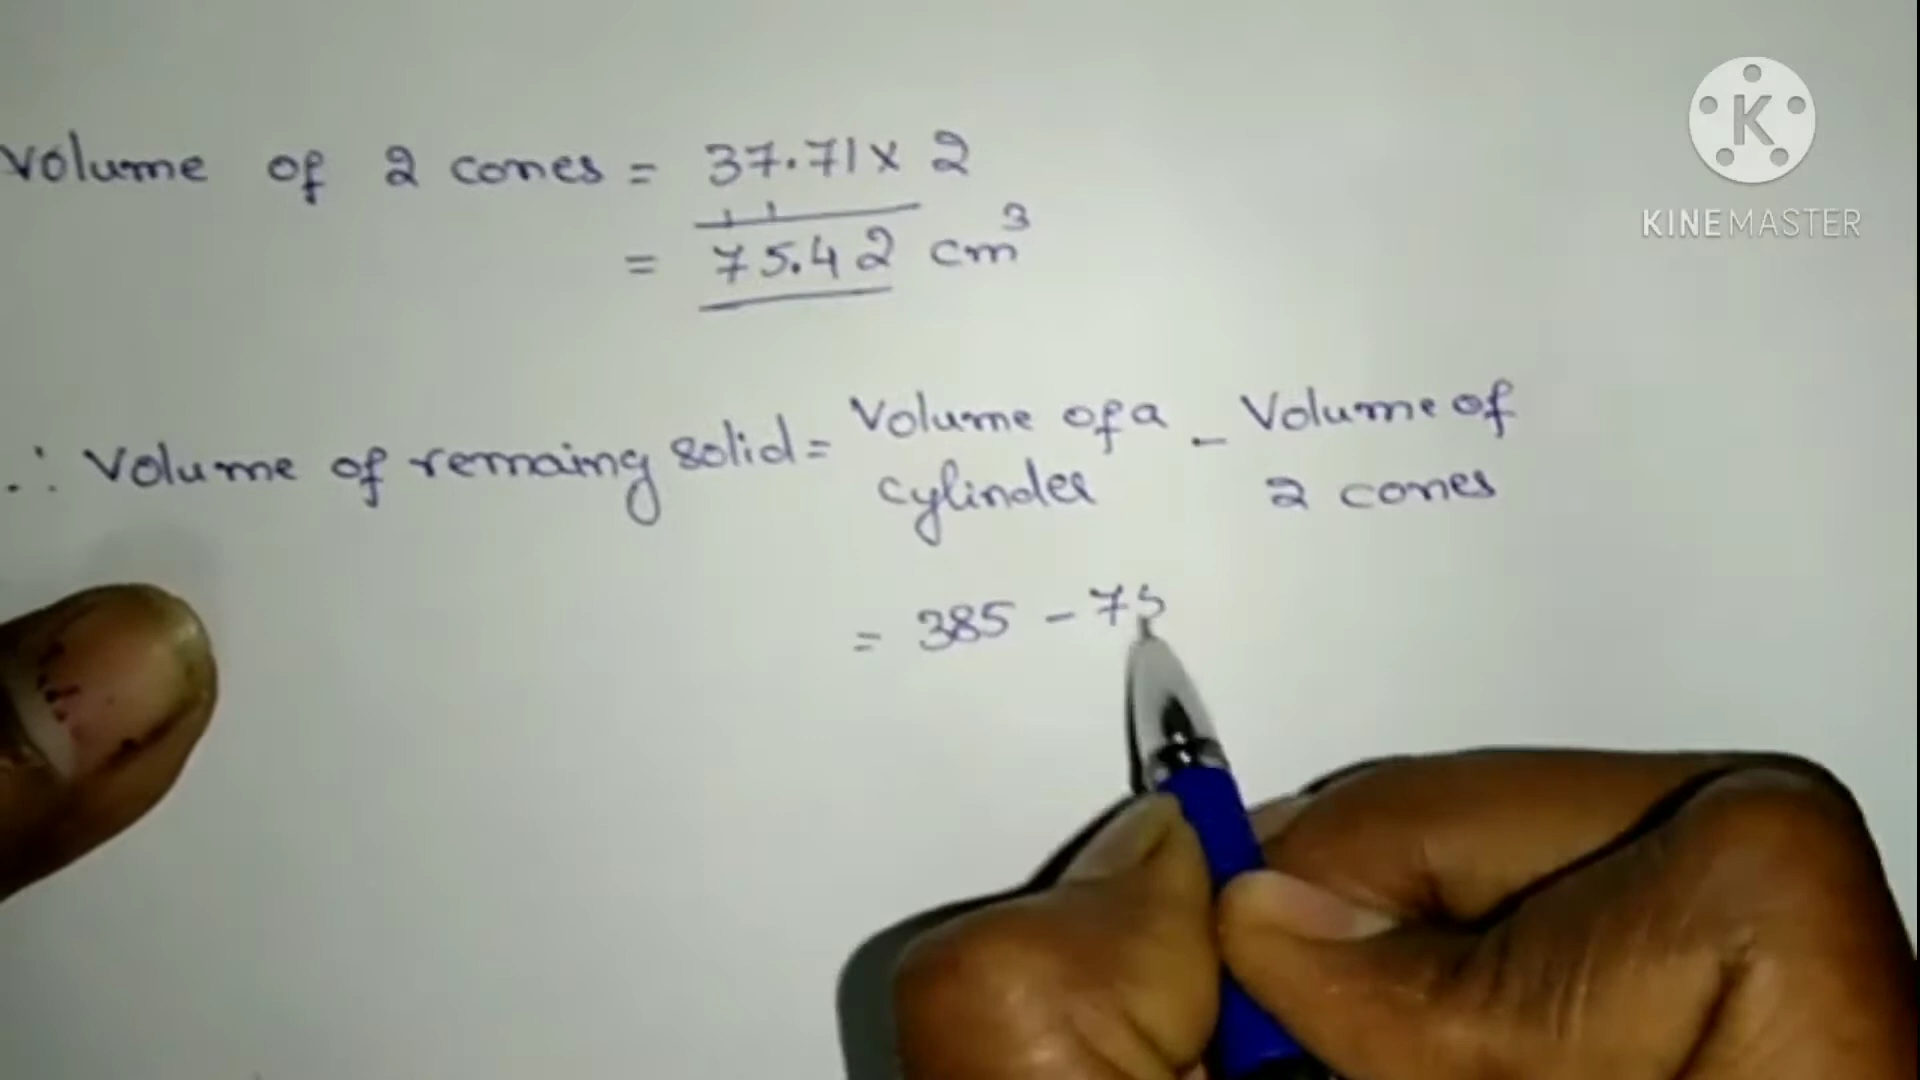 Volume of 2 cones = 37.71 x 2
= 75.42 cm³
∴ Volume of remaing solid = Volume of a cylinder - Volume of 2 cones
= 385 - 75
K
KINEMASTER